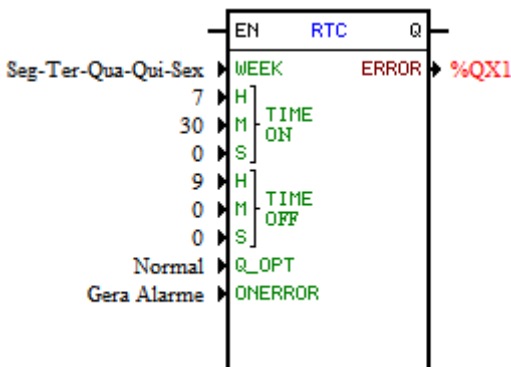 EN RTC Q
Seg-Ter-Qua-Qui-Sex WEEK ERROR %QX1
7 H
TIME
30 M
ON
0 S
9 H
TIME
0 M
OFF
0 S
Normal Q_OPT
Gera Alarme ONERROR